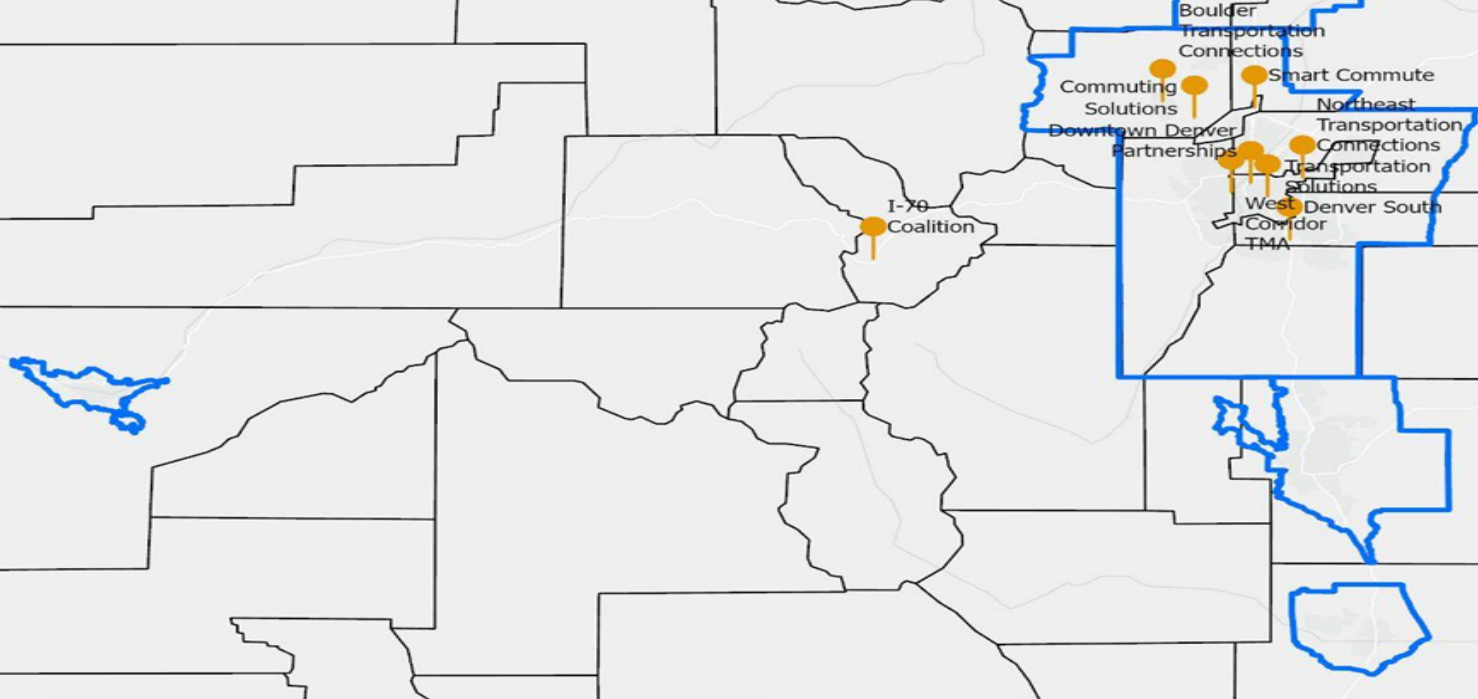 Boulder
Transportation
Connections
Smart Commute
Commuting
Solutions
Northeast
Transportation
Connections
Downtown Denver
Partnerships
Transportation
Solutions
West
Corridor
TMA
Denver South
I-70
Coalition